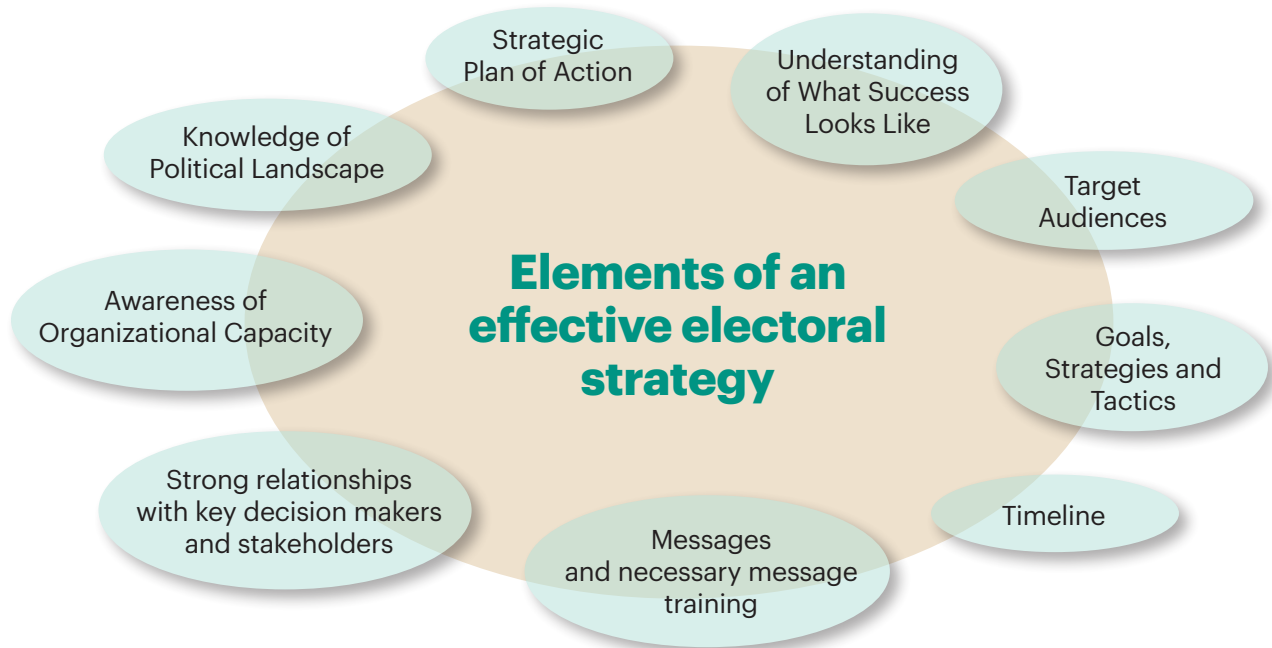 Strategic
Plan of Action
Understanding
of What Success
Looks Like
Knowledge of
Political Landscape
Target
Audiences
Elements of an
effective electoral
strategy
Awareness of
Organizational Capacity
Goals,
Strategies and
Tactics
Strong relationships
with key decision makers
and stakeholders
Timeline
Messages
and necessary message
training